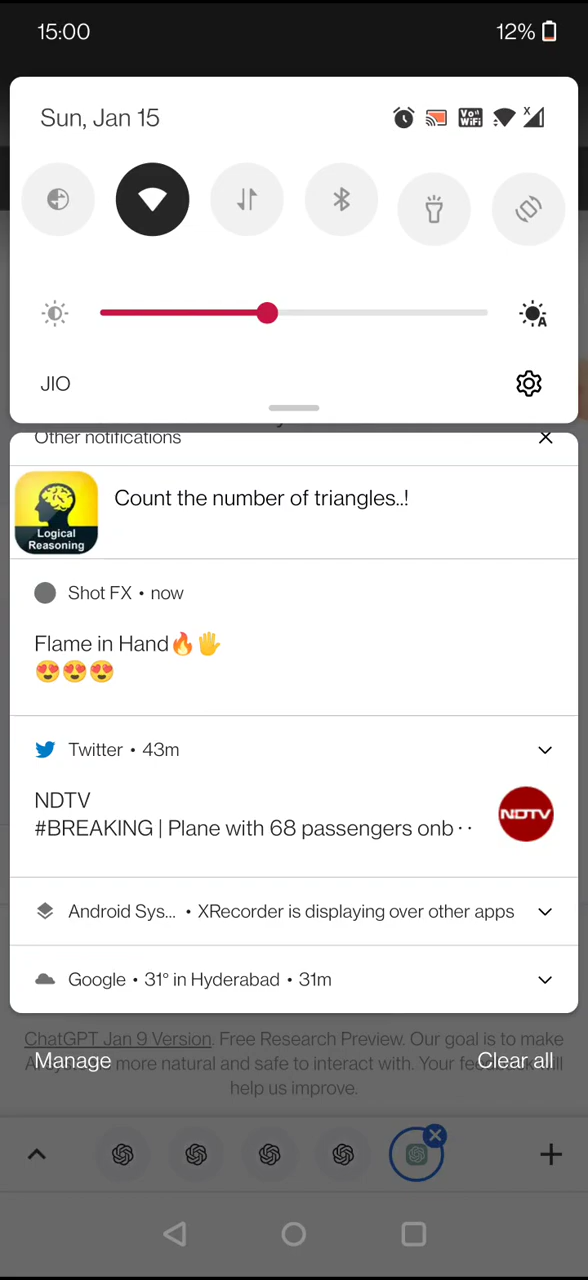 15:00
12%
Sun, Jan 15
Vo))
WiFi
X
A
JIO
Other notifications
Count the number of triangles..!
Logical
Reasoning
Shot FX • now
Flame in Hand🔥🖐
😍😍😍
Twitter • 43m
NDTV
#BREAKING | Plane with 68 passengers onb · ·
NDTV
Android Sys... • XRecorder is displaying over other apps
Google • 31° in Hyderabad • 31m
ChatGPT Jan 9 Version. Free Research Preview. Our goal is to make
Manage
more natural and safe to interact with. Your
Clear all
help us improve.